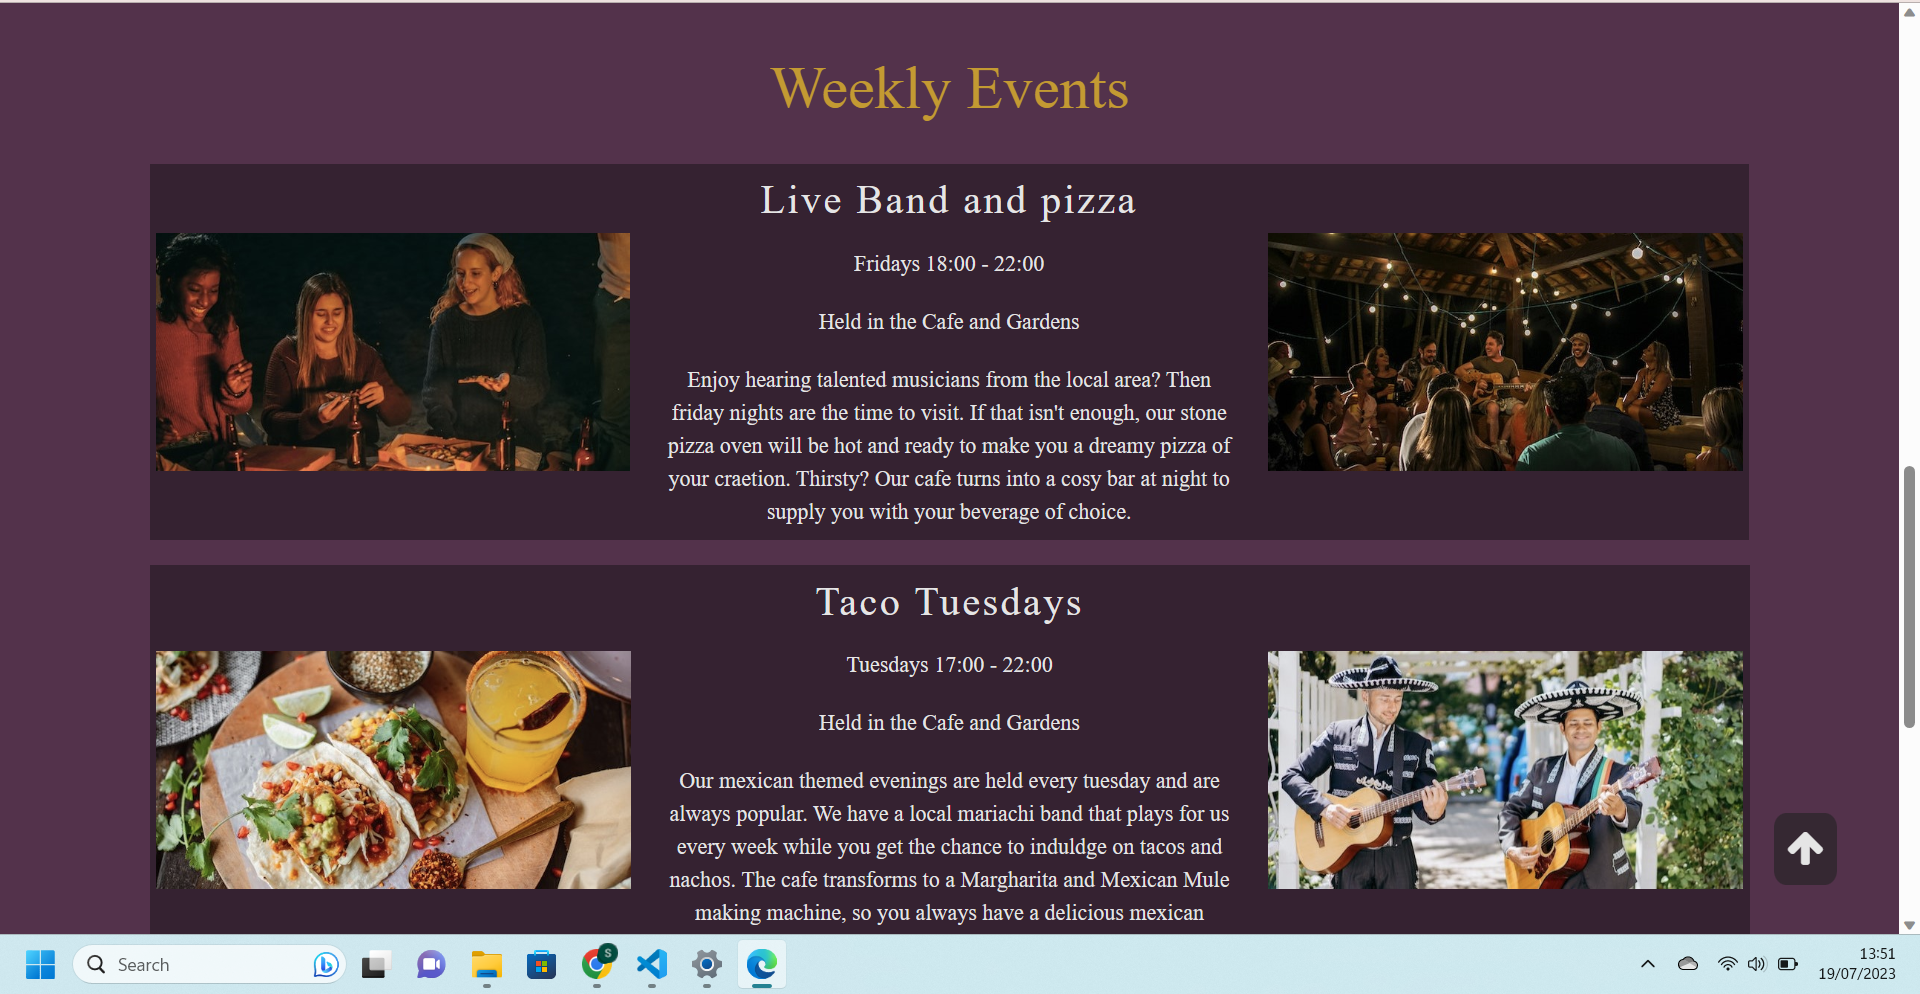 Weekly Events
Live Band and pizza
Fridays 18:00 - 22:00
Held in the Cafe and Gardens
Enjoy hearing talented musicians from the local area? Then
friday nights are the time to visit. If that isn't enough, our stone
pizza oven will be hot and ready to make you a dreamy pizza of
your craetion. Thirsty? Our cafe turns into a cosy bar at night to
supply you with your beverage of choice.
Taco Tuesdays
Tuesdays 17:00 - 22:00
Held in the Cafe and Gardens
Our mexican themed evenings are held every tuesday and are
always popular. We have a local mariachi band that plays for us
every week while you get the chance to induldge on tacos and
nachos. The cafe transforms to a Margharita and Mexican Mule
making machine, so you always have a delicious mexican
Search
S
13:51
19/07/2023